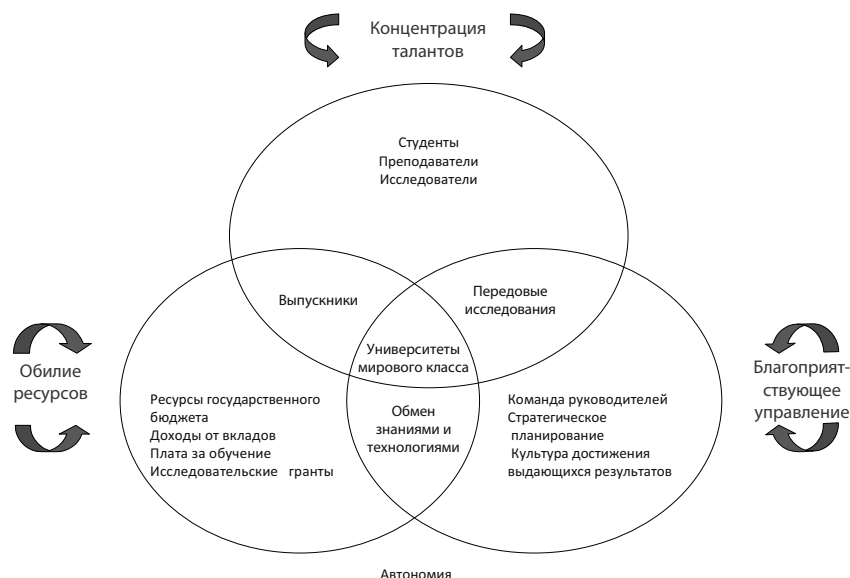 Концентрация
талантов
Студенты
Преподаватели
Исследователи
Выпускники
Передовые
исследования
Университеты
мирового класса
Обилие
ресурсов
Благоприят-
ствующее
управление
Ресурсы государственного
бюджета
Доходы от вкладов
Плата за обучение
Исследовательские гранты
Обмен
знаниями и
технологиями
Команда руководителей
Стратегическое
планирование
Культура достижения
выдающихся результатов
Автономия